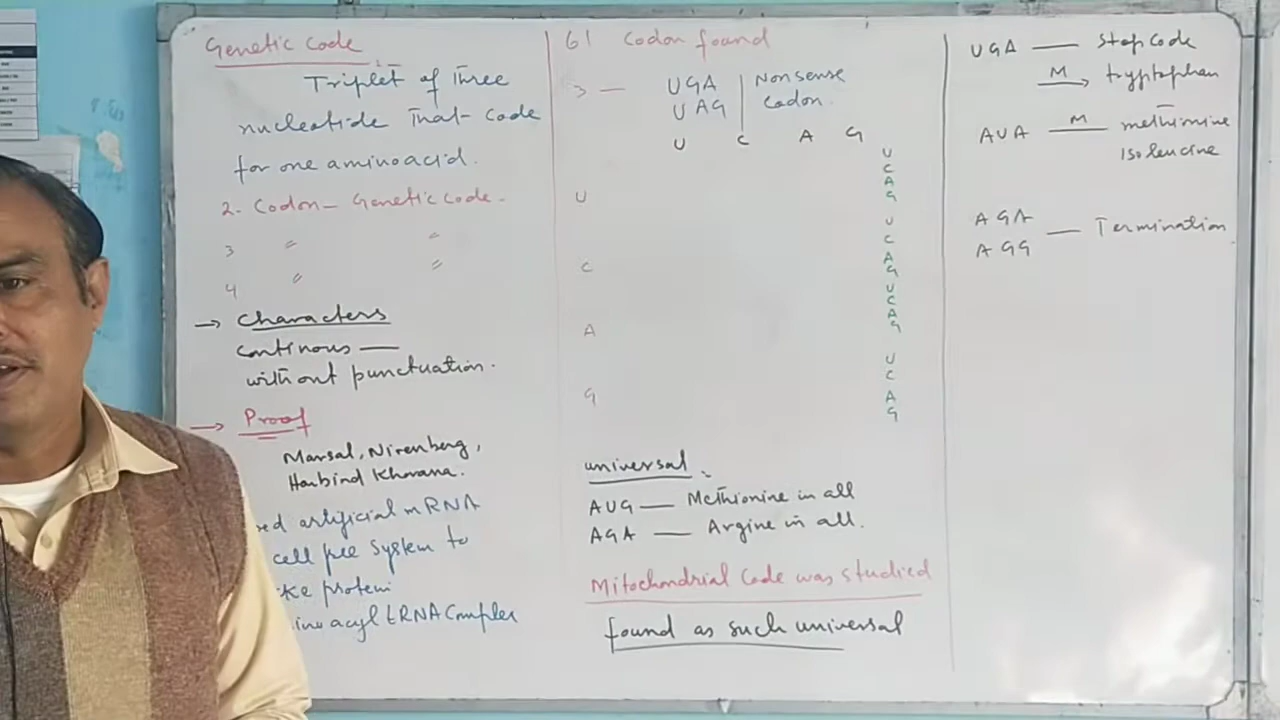 Genetic Code
Triplet of Three
nucleotide That code
for one aminoacid.
2. Codon - Genetic code.
3 " "
4 " "
→ Characters
continous —
without punctuation.
→ Proof
Marsal, Nirenberg,
Harbind Khorana.
artificial mRNA
cell free System to
protein
acyl tRNA Complex
61 Codon found
3 — UGA | Nonsense
UAG | Codon.
U C A G
U
C
A
G
U
U
C
A
G
C
U
C
A
G
A
U
C
A
G
G
universal
AUG — Methionine in all
AGA — Argine in all.
Mitochondrial Code was studied
found as such universal
UGA — Stop Code
M → tryptophan
AUA — M methionine
isoleucine
AGA
AGG — Termination